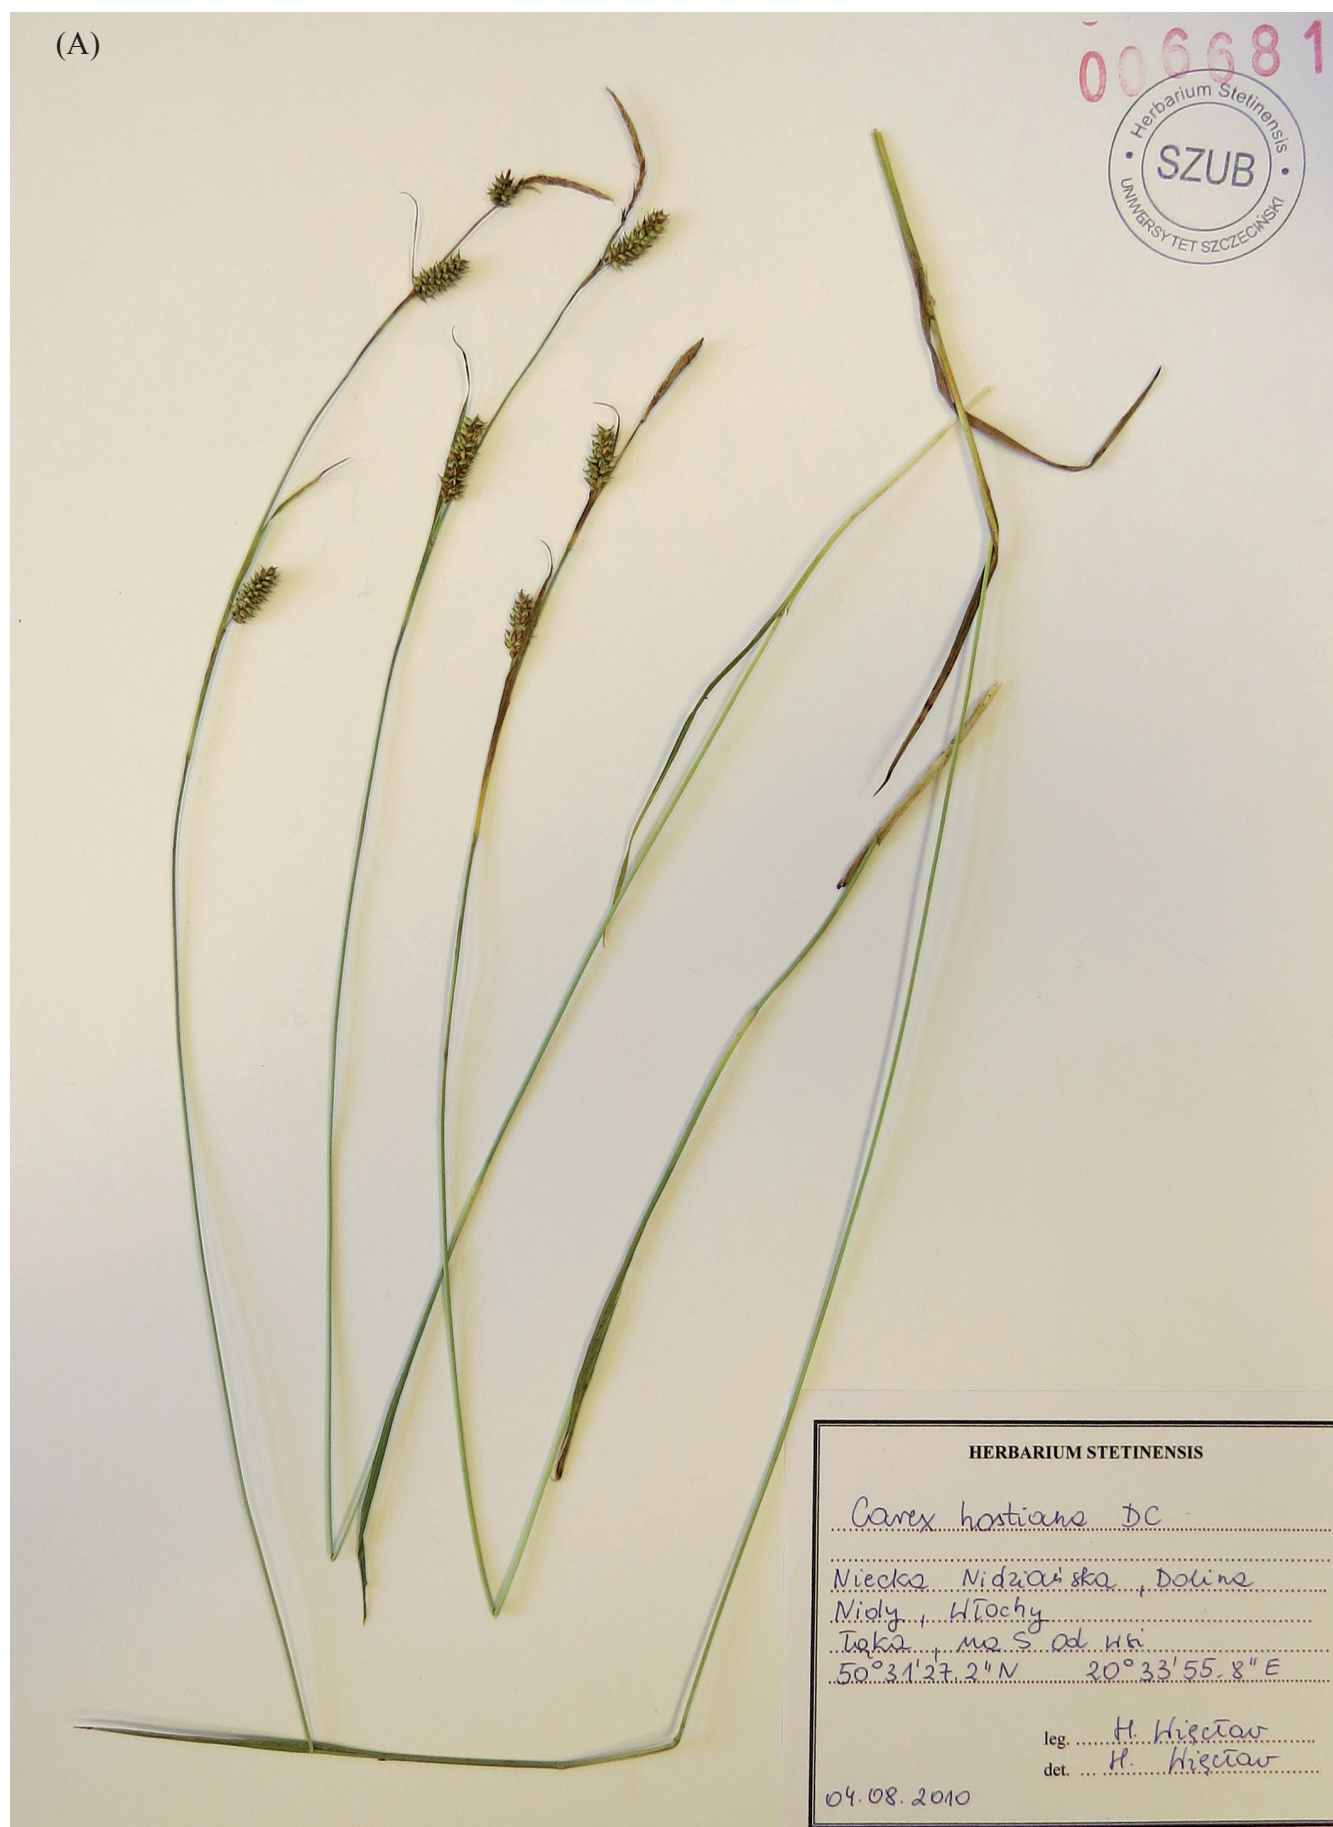 (A)
006681
Herbarium Stetinensis
SZUB
UNIWERSYTET SZCZECIŃSKI
HERBARIUM STETINENSIS
Carex hostiana DC
Niecka Nidziańska, Dolina
Nidy, Włochy
Łąka, na S od wsi
50°31'27.2"N 20°33'55.8"E
leg. H. Więcław
det. H. Więcław
04.08.2010